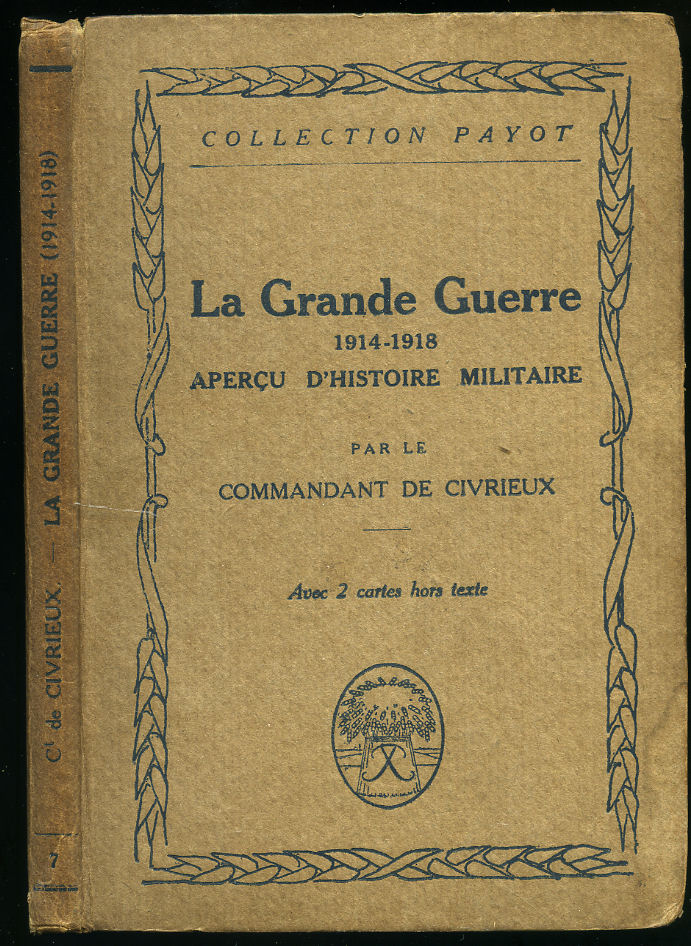 COLLECTION PAYOT
La Grande Guerre
1914-1918
APERÇU D'HISTOIRE MILITAIRE
PAR LE
COMMANDANT DE CIVRIEUX
Avec 2 cartes hors texte
Cᵗ de CIVRIEUX. — LA GRANDE GUERRE (1914-1918)
7